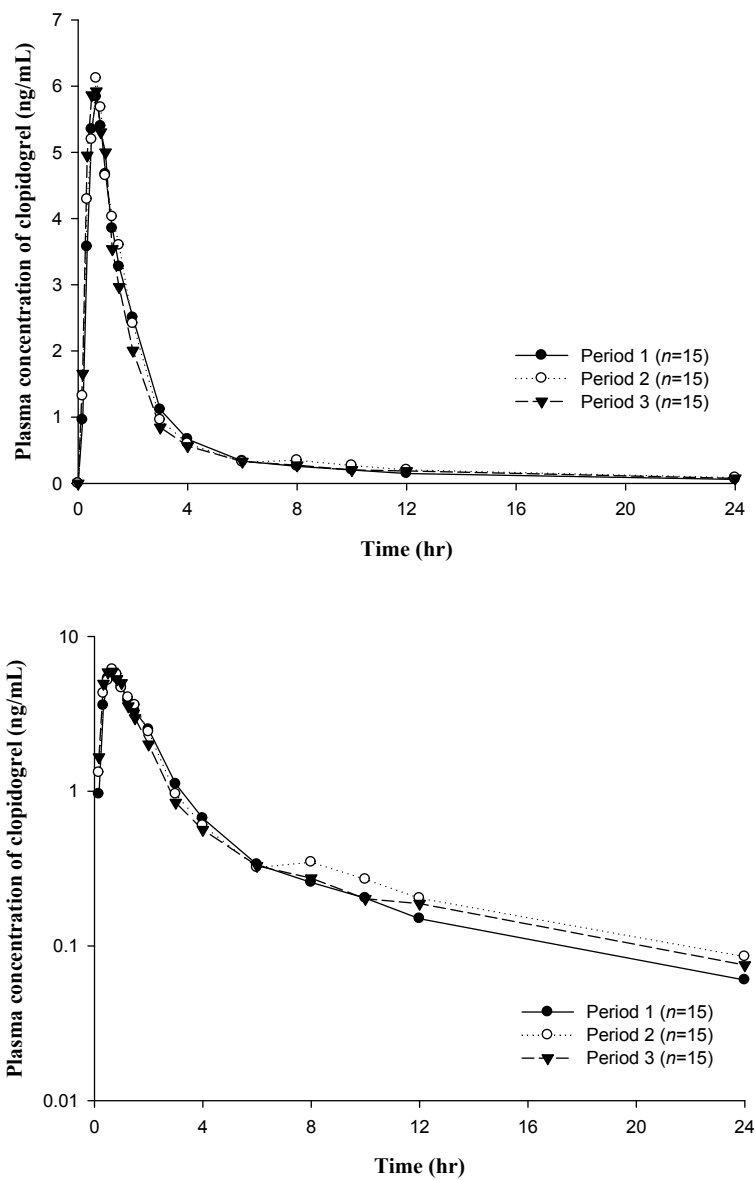 7
6
5
4
3
2
1
0
Plasma concentration of clopidogrel (ng/mL)
Period 1 (n=15)
Period 2 (n=15)
Period 3 (n=15)
0 4 8 12 16 20 24
Time (hr)
10
1
0.1
0.01
Plasma concentration of clopidogrel (ng/mL)
Period 1 (n=15)
Period 2 (n=15)
Period 3 (n=15)
0 4 8 12 16 20 24
Time (hr)